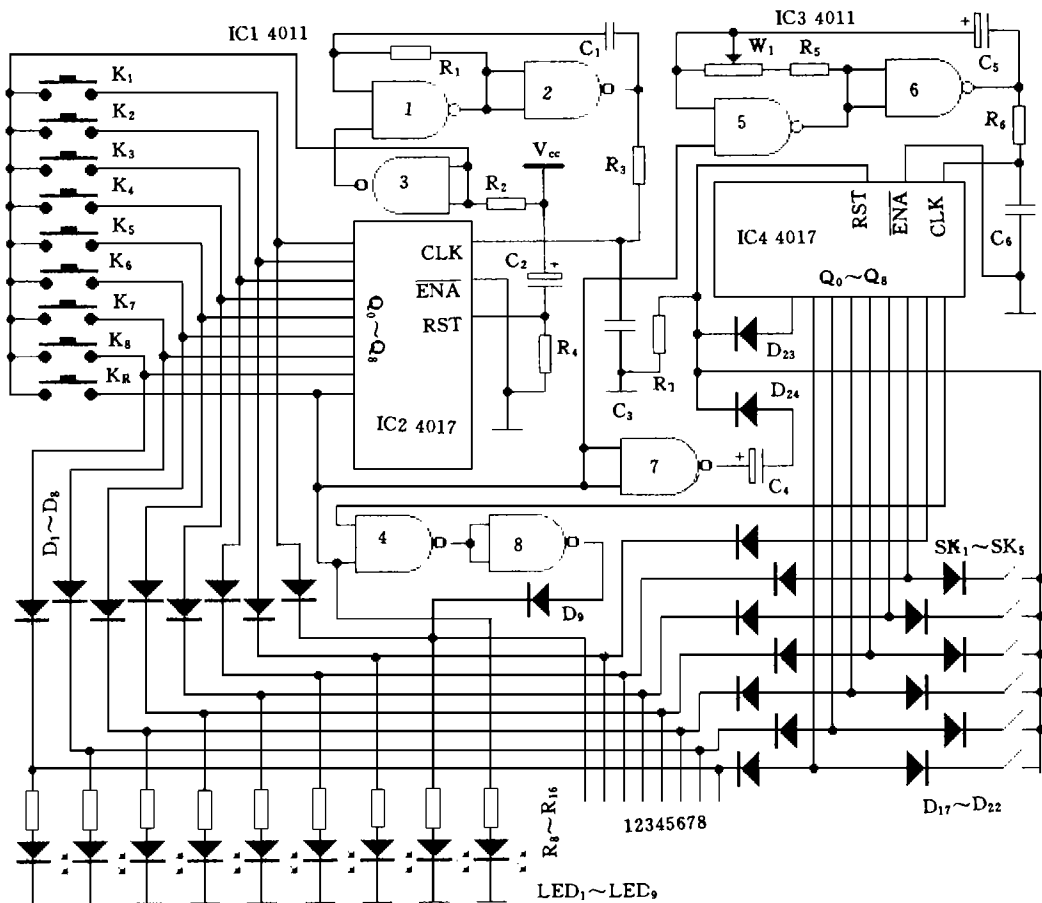 IC1 4011
IC3 4011
C₁
R₁
1
2
W₁
R₅
C₅
5
6
R₆
K₁
K₂
K₃
K₄
K₅
K₆
K₇
K₈
K_R
3
R₂
V_cc
R₃
CLK
ENA
RST
Q₀～Q₈
IC2 4017
C₂
R₄
C₃
R₇
RST
ENA
CLK
IC4 4017
Q₀～Q₈
C₆
D₂₃
D₂₄
7
C₄
4
8
D₉
D₁～D₈
SK₁～SK₅
D₁₇～D₂₂
12345678
R₈～R₁₆
LED₁～LED₉